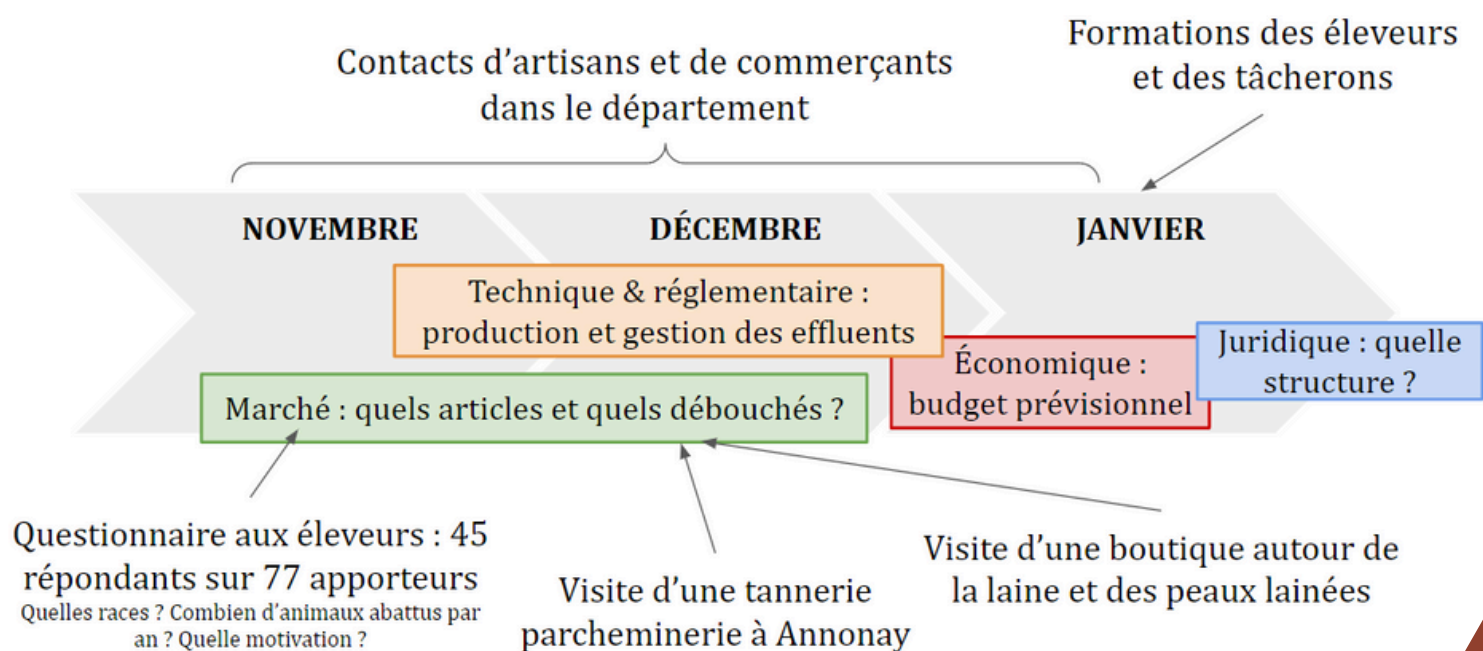 Contacts d'artisans et de commerçants
dans le département
Formations des éleveurs
et des tâcherons
NOVEMBRE
DÉCEMBRE
JANVIER
Technique & réglementaire :
production et gestion des effluents
Économique :
budget prévisionnel
Juridique : quelle
structure ?
Marché : quels articles et quels débouchés ?
Questionnaire aux éleveurs : 45
répondants sur 77 apporteurs
Quelles races ? Combien d'animaux abattus par
an ? Quelle motivation ?
Visite d'une tannerie
parcheminerie à Annonay
Visite d'une boutique autour de
la laine et des peaux lainées